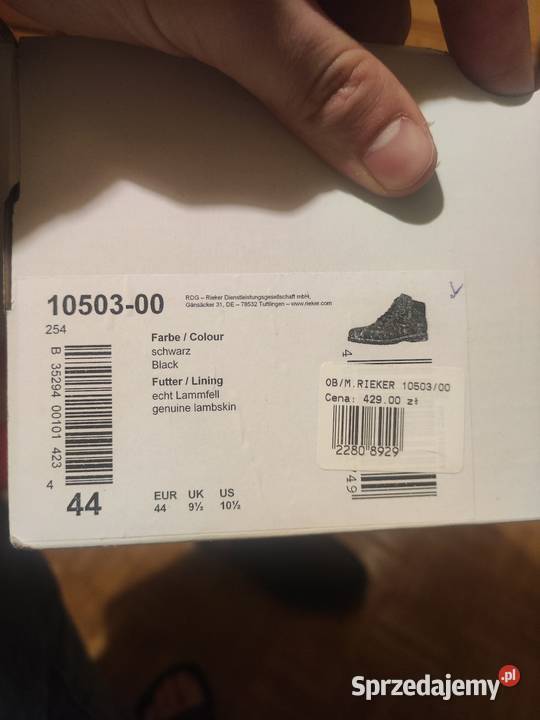 10503-00
RDG – Rieker Dienstleistungsgesellschaft mbH,
Gänsäcker 31, DE – 78532 Tuttlingen – www.rieker.com
254
B 35294 00101 423 4
Farbe / Colour
schwarz
Black
Futter / Lining
echt Lammfell
genuine lambskin
4
OB/M.RIEKER 10503/00
Cena: 429.00 zł
2280 8929
49
44
EUR UK US
44 9½ 10½
Sprzedajemy.pl